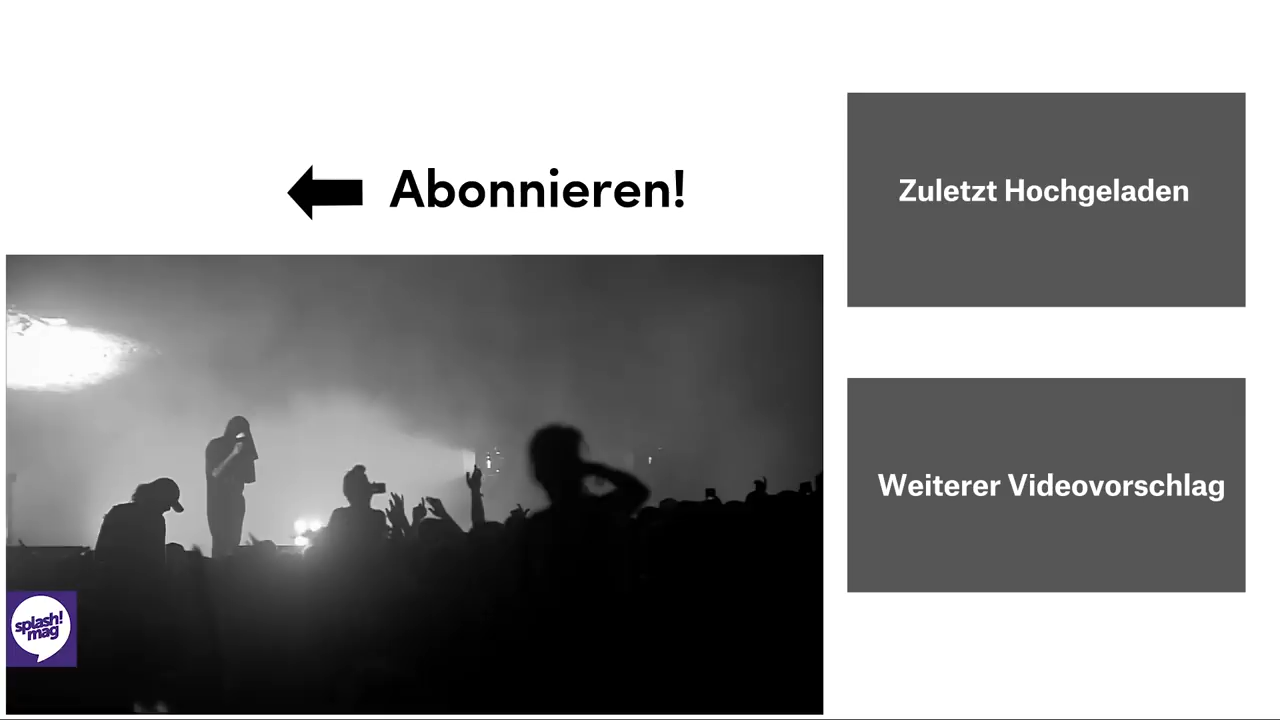 Abonnieren!
Zuletzt Hochgeladen
Weiterer Videovorschlag
splash!
mag